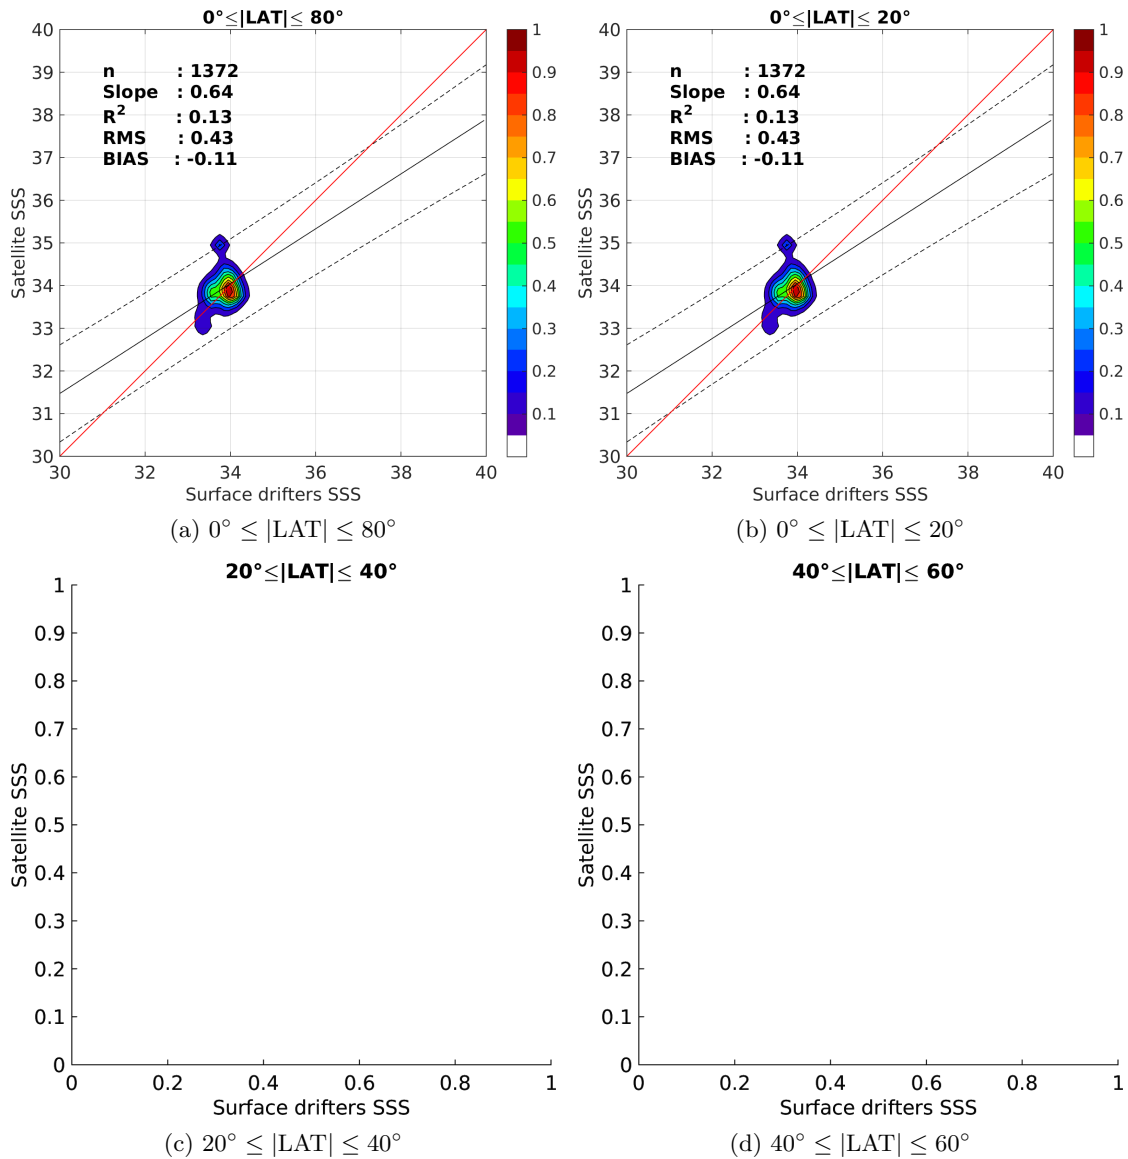 0°≤|LAT|≤ 80°
40
39
38
37
36
35
34
33
32
31
30
Satellite SSS
n : 1372
Slope : 0.64
R² : 0.13
RMS : 0.43
BIAS : -0.11
30 32 34 36 38 40
Surface drifters SSS
1
0.9
0.8
0.7
0.6
0.5
0.4
0.3
0.2
0.1
(a) 0° ≤ |LAT| ≤ 80°
0°≤|LAT|≤ 20°
40
39
38
37
36
35
34
33
32
31
30
Satellite SSS
n : 1372
Slope : 0.64
R² : 0.13
RMS : 0.43
BIAS : -0.11
30 32 34 36 38 40
Surface drifters SSS
1
0.9
0.8
0.7
0.6
0.5
0.4
0.3
0.2
0.1
(b) 0° ≤ |LAT| ≤ 20°
20°≤|LAT|≤ 40°
1
0.9
0.8
0.7
0.6
0.5
0.4
0.3
0.2
0.1
0
Satellite SSS
0 0.2 0.4 0.6 0.8 1
Surface drifters SSS
(c) 20° ≤ |LAT| ≤ 40°
40°≤|LAT|≤ 60°
1
0.9
0.8
0.7
0.6
0.5
0.4
0.3
0.2
0.1
0
Satellite SSS
0 0.2 0.4 0.6 0.8 1
Surface drifters SSS
(d) 40° ≤ |LAT| ≤ 60°